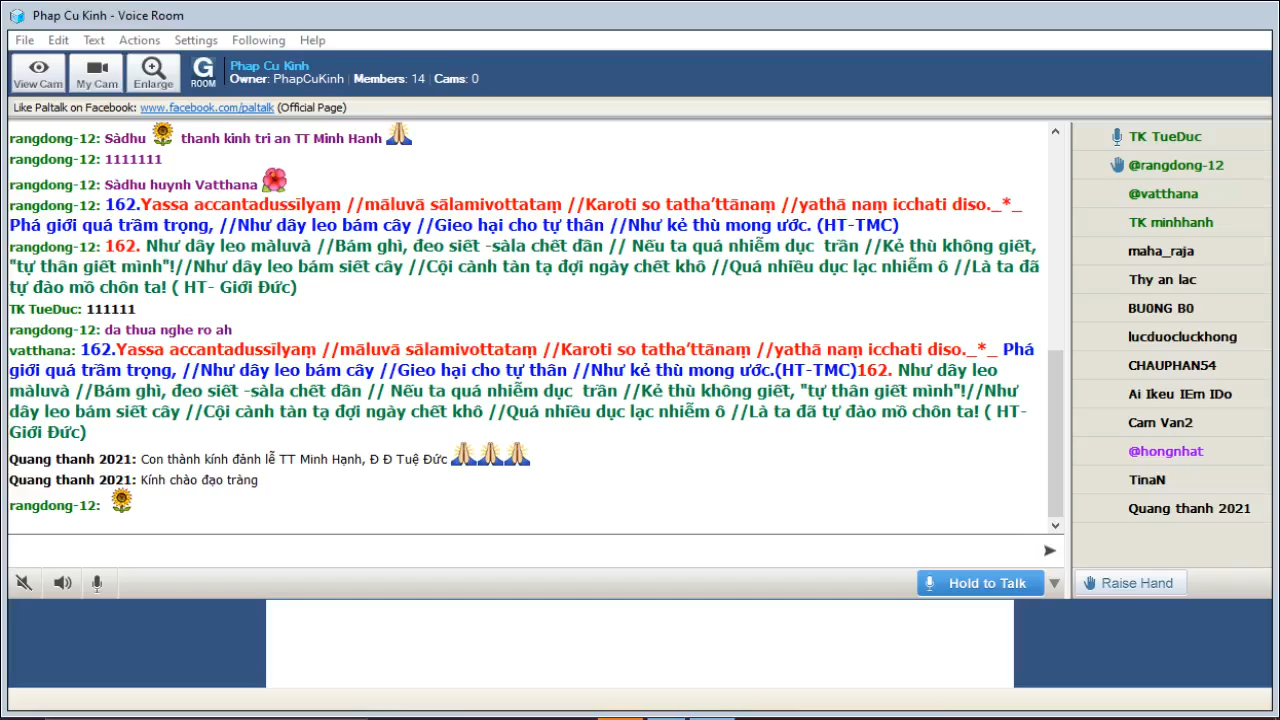 Phap Cu Kinh - Voice Room
File Edit Text Actions Settings Following Help
View Cam My Cam Enlarge G ROOM
Phap Cu Kinh
Owner: PhapCuKinh | Members: 14 | Cams: 0
Like Paltalk on Facebook: www.facebook.com/paltalk (Official Page)
rangdong-12: Sàdhu thanh kinh tri an TT Minh Hanh
rangdong-12: 1111111
rangdong-12: Sàdhu huynh Vatthana
rangdong-12: 162.Yassa accantadussīlyaṃ //māluvā sālamivottataṃ //Karoti so tatha’ttānaṃ //yathā naṃ icchati diso._*_
Phá giới quá trầm trọng, //Như dây leo bám cây //Gieo hại cho tự thân //Như kẻ thù mong ước. (HT-TMC)
rangdong-12: 162. Như dây leo màluvà //Bám ghì, đeo siết -sàla chết đần // Nếu ta quá nhiễm dục trần //Kẻ thù không giết,
"tự thân giết mình"!//Như dây leo bám siết cây //Cội cành tàn tạ đợi ngày chết khô //Quá nhiều dục lạc nhiễm ô //Là ta đã
tự đào mồ chôn ta! ( HT- Giới Đức)
TK TueDuc: 111111
rangdong-12: da thua nghe ro ah
vatthana: 162.Yassa accantadussīlyaṃ //māluvā sālamivottataṃ //Karoti so tatha’ttānaṃ //yathā naṃ icchati diso._*_ Phá
giới quá trầm trọng, //Như dây leo bám cây //Gieo hại cho tự thân //Như kẻ thù mong ước.(HT-TMC)162. Như dây leo
màluvà //Bám ghì, đeo siết -sàla chết đần // Nếu ta quá nhiễm dục trần //Kẻ thù không giết, "tự thân giết mình"!//Như
dây leo bám siết cây //Cội cành tàn tạ đợi ngày chết khô //Quá nhiều dục lạc nhiễm ô //Là ta đã tự đào mồ chôn ta! ( HT-
Giới Đức)
Quang thanh 2021: Con thành kính đảnh lễ TT Minh Hạnh, Đ Đ Tuệ Đức
Quang thanh 2021: Kính chào đạo tràng
rangdong-12:
Hold to Talk
TK TueDuc
@rangdong-12
@vatthana
TK minhhanh
maha_raja
Thy an lac
BU0NG B0
lucduocluckhong
CHAUPHAN54
Ai Ikeu IEm IDo
Cam Van2
@hongnhat
TinaN
Quang thanh 2021
Raise Hand